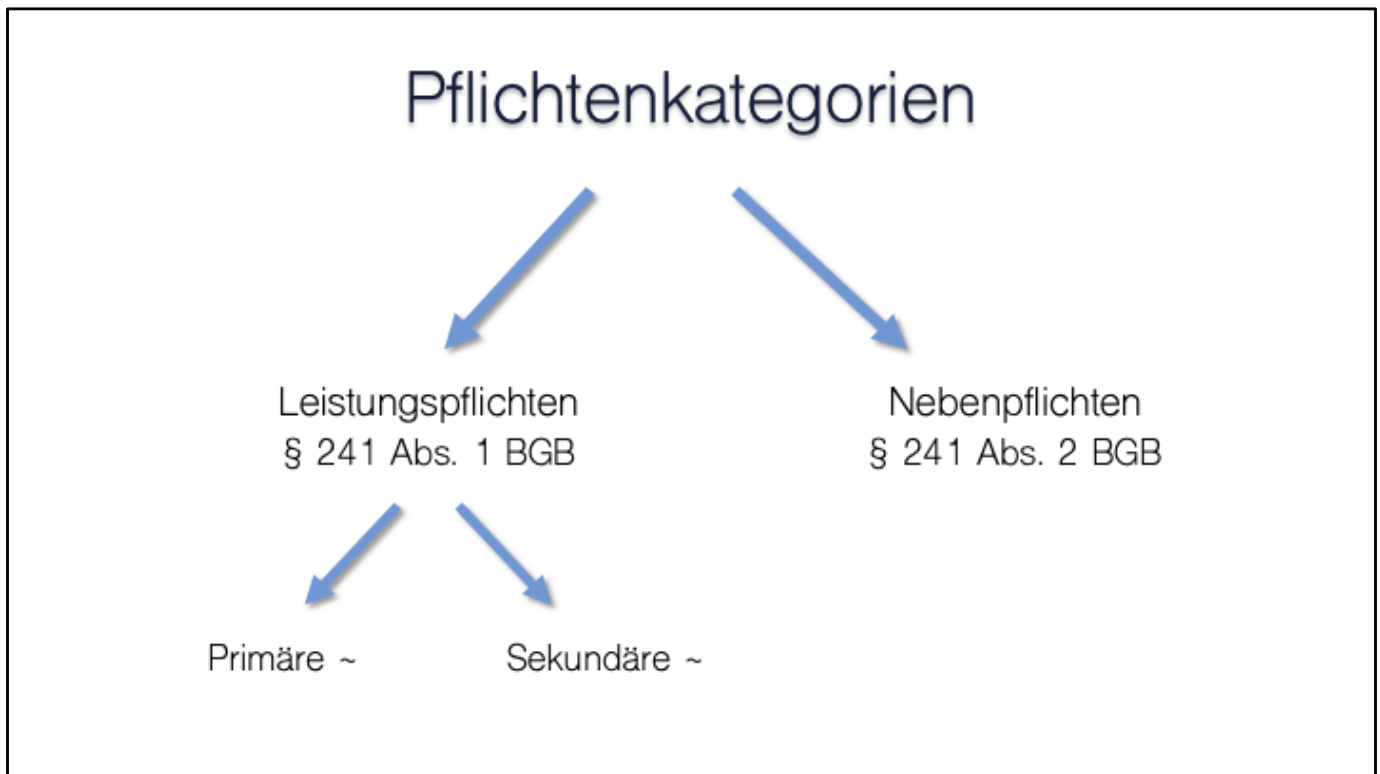 Pflichtenkategorien
Leistungspflichten
§ 241 Abs. 1 BGB
Nebenpflichten
§ 241 Abs. 2 BGB
Primäre ~
Sekundäre ~